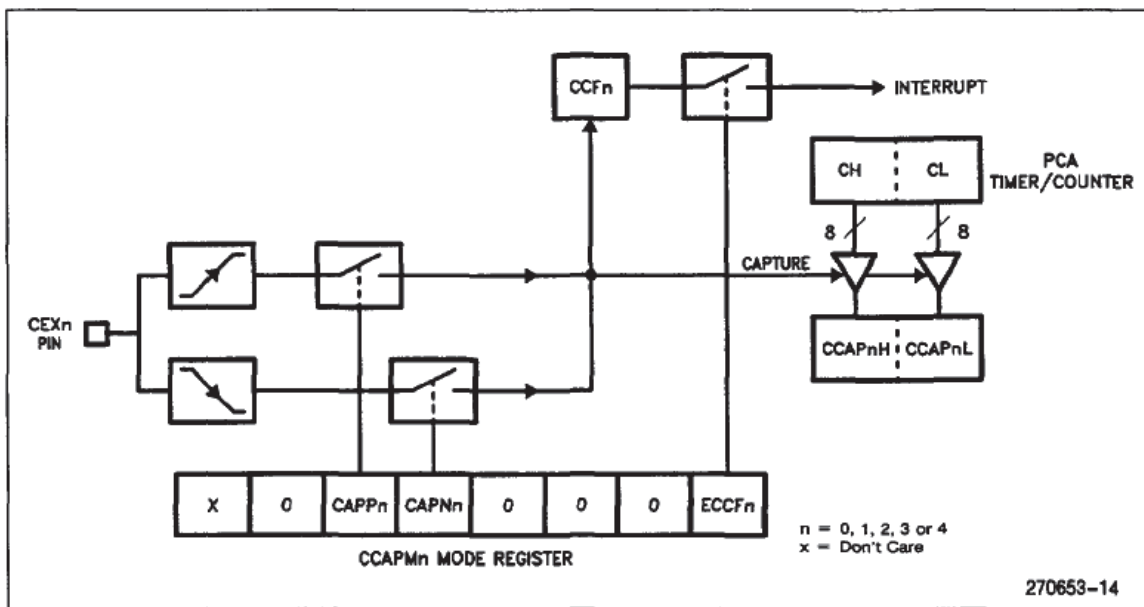 CCFn
INTERRUPT
CH
CL
PCA
TIMER/COUNTER
8
8
CAPTURE
CEXn
PIN
CCAPnH
CCAPnL
X
0
CAPPn
CAPNn
0
0
0
ECCFn
CCAPMn MODE REGISTER
n = 0, 1, 2, 3 or 4
x = Don't Care
270653-14